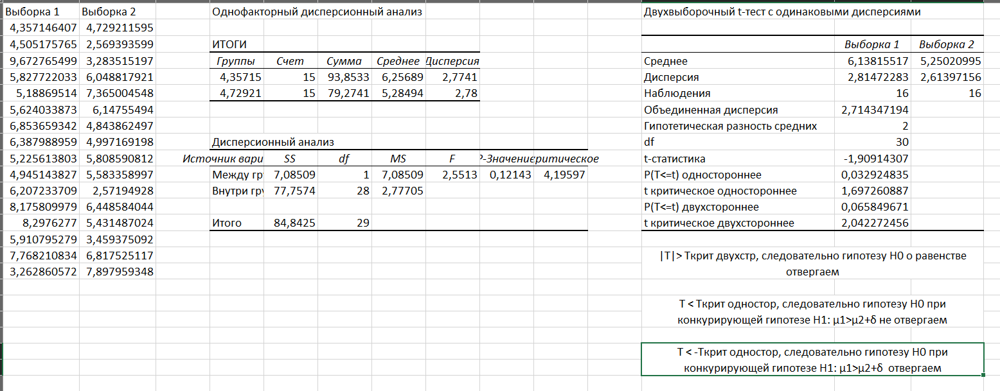 Выборка 1 Выборка 2 Однофакторный дисперсионный анализ Двухвыборочный t-тест с одинаковыми дисперсиями
4,357146407 4,729211595
4,505175765 2,569393599 ИТОГИ Выборка 1 Выборка 2
9,672765499 3,283515197 Группы Счет Сумма Среднее Дисперсия Среднее 6,13815517 5,25020995
5,827722033 6,048817921 4,35715 15 93,8533 6,25689 2,7741 Дисперсия 2,81472283 2,61397156
5,18869514 7,365004548 4,72921 15 79,2741 5,28494 2,78 Наблюдения 16 16
5,624033873 6,14755494 Объединенная дисперсия 2,714347194
6,853659342 4,843862497 Гипотетическая разность средних 2
6,387988959 4,997169198 Дисперсионный анализ df 30
5,225613803 5,808590812 Источник вари SS df MS F Р-Значение ритическое t-статистика -1,90914307
4,945143827 5,583358997 Между гр 7,08509 1 7,08509 2,5513 0,12143 4,19597 P(T<=t) одностороннее 0,032924835
6,207233709 2,57194928 Внутри гру 77,7574 28 2,77705 t критическое одностороннее 1,697260887
8,175809979 6,448584044 P(T<=t) двухстороннее 0,065849671
8,2976277 5,431487024 Итого 84,8425 29 t критическое двухстороннее 2,042272456
5,910795279 3,459375092
7,768210834 6,817525117 |T|> Ткрит двухстр, следовательно гипотезу H0 о равенстве
3,262860572 7,897959348 отвергаем
T < Ткрит одностор, следовательно гипотезу H0 при
конкурирующей гипотезе H1: μ1>μ2+δ не отвергаем
T < -Ткрит одностор, следовательно гипотезу H0 при
конкурирующей гипотезе H1: μ1>μ2+δ отвергаем